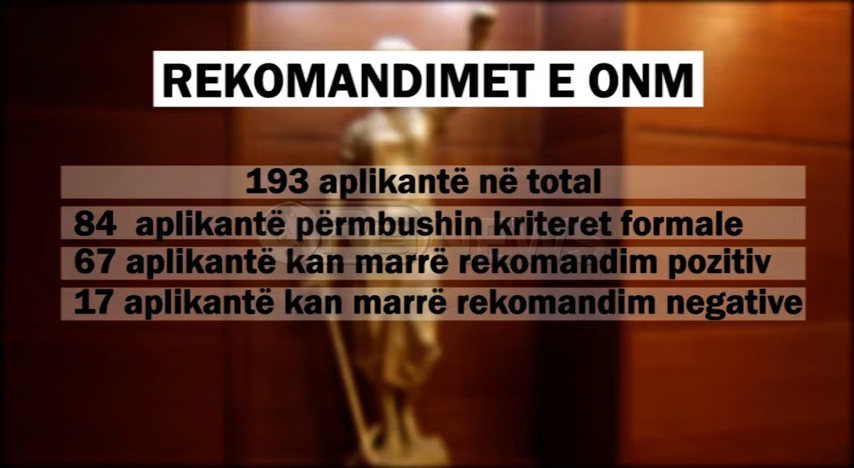 REKOMANDIMET E ONM
193 aplikantë në total
84 aplikantë përmbushin kriteret formale
67 aplikantë kan marrë rekomandim pozitiv
17 aplikantë kan marrë rekomandim negative